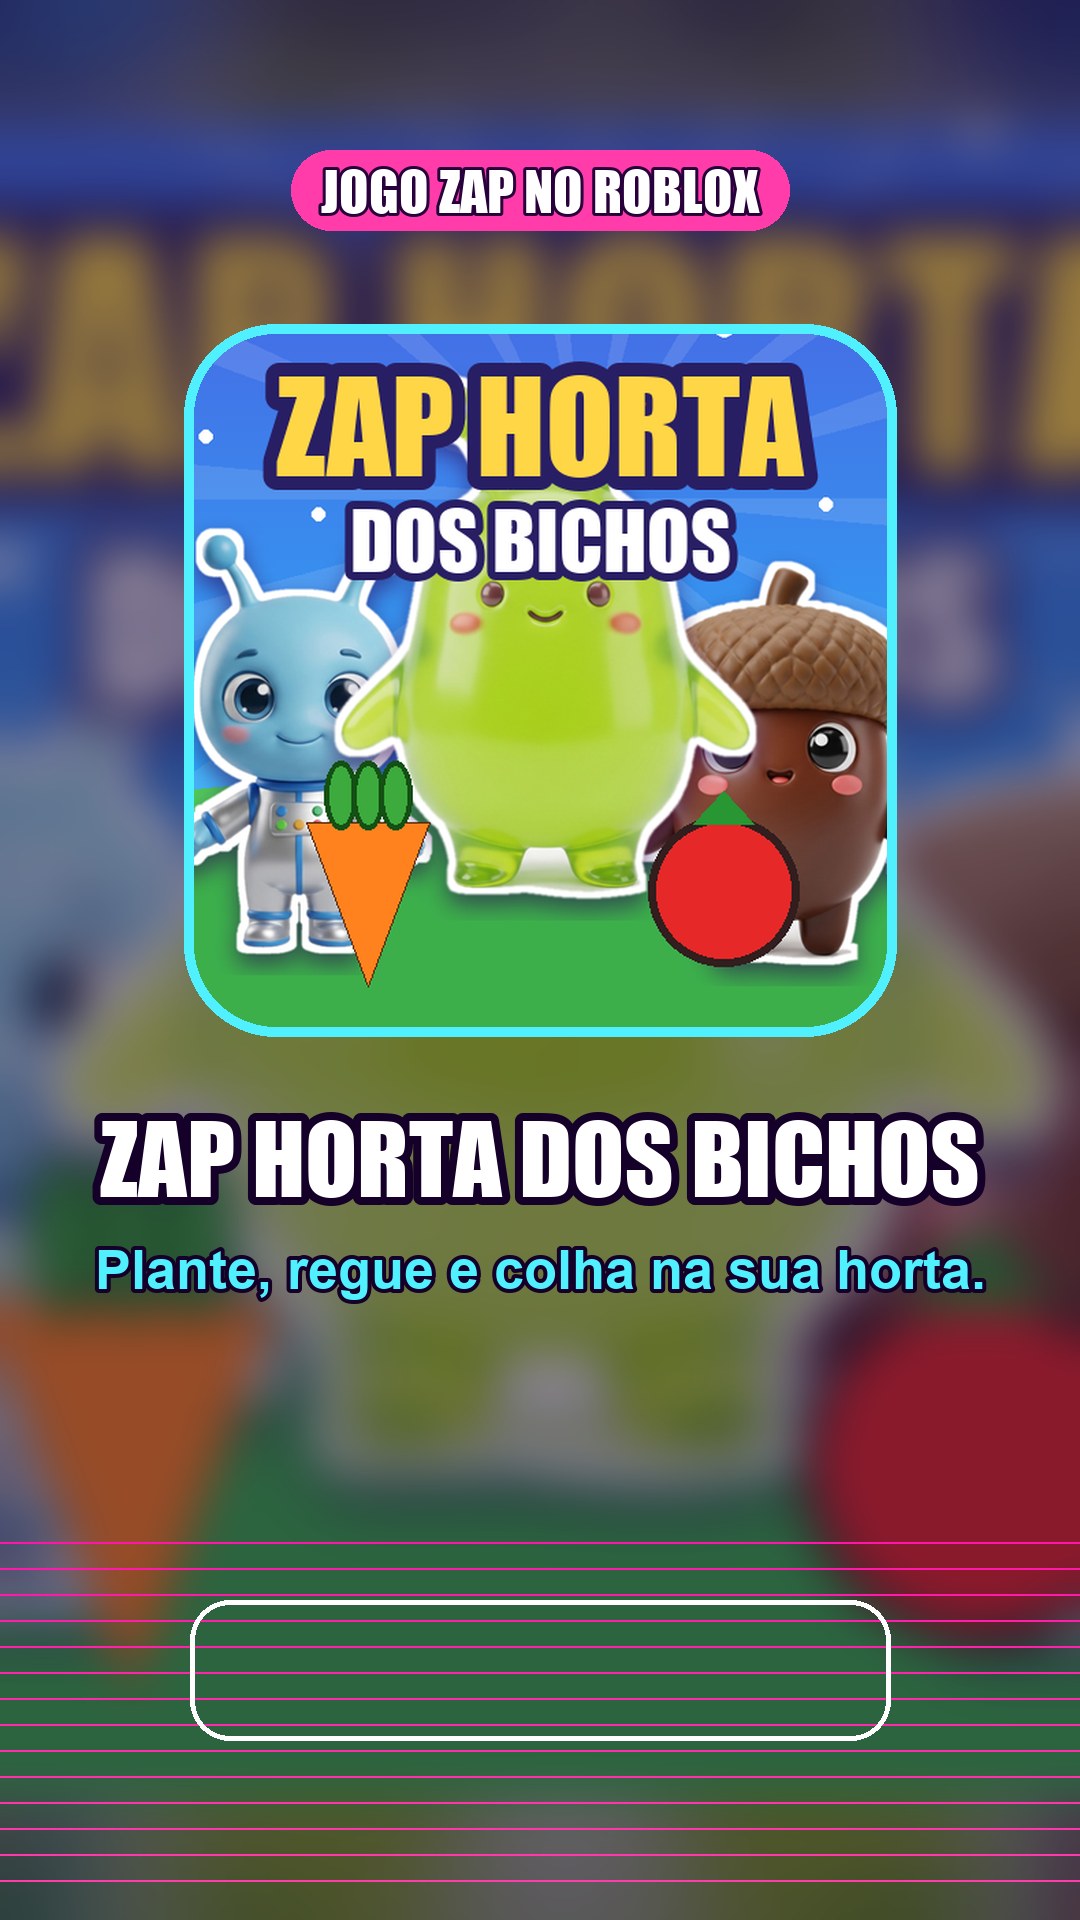 JOGO ZAP NO ROBLOX
ZAP HORTA
DOS BICHOS
ZAP HORTA DOS BICHOS
Plante, regue e colha na sua horta.